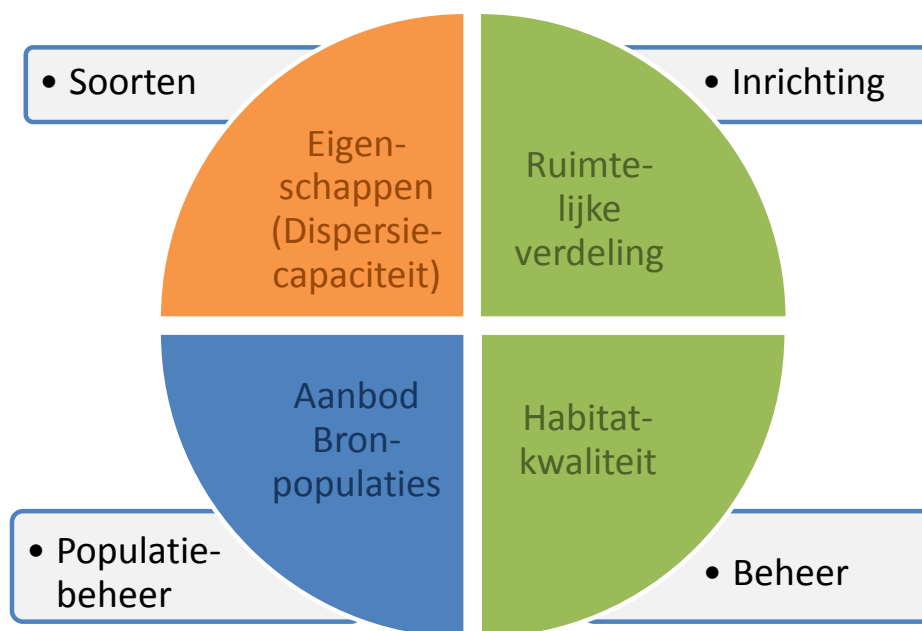 • Soorten
• Inrichting
Eigen-
schappen
(Dispersie-
capaciteit)
Ruimte-
lijke
verdeling
Aanbod
Bron-
populaties
Habitat-
kwaliteit
• Populatie-
beheer
• Beheer